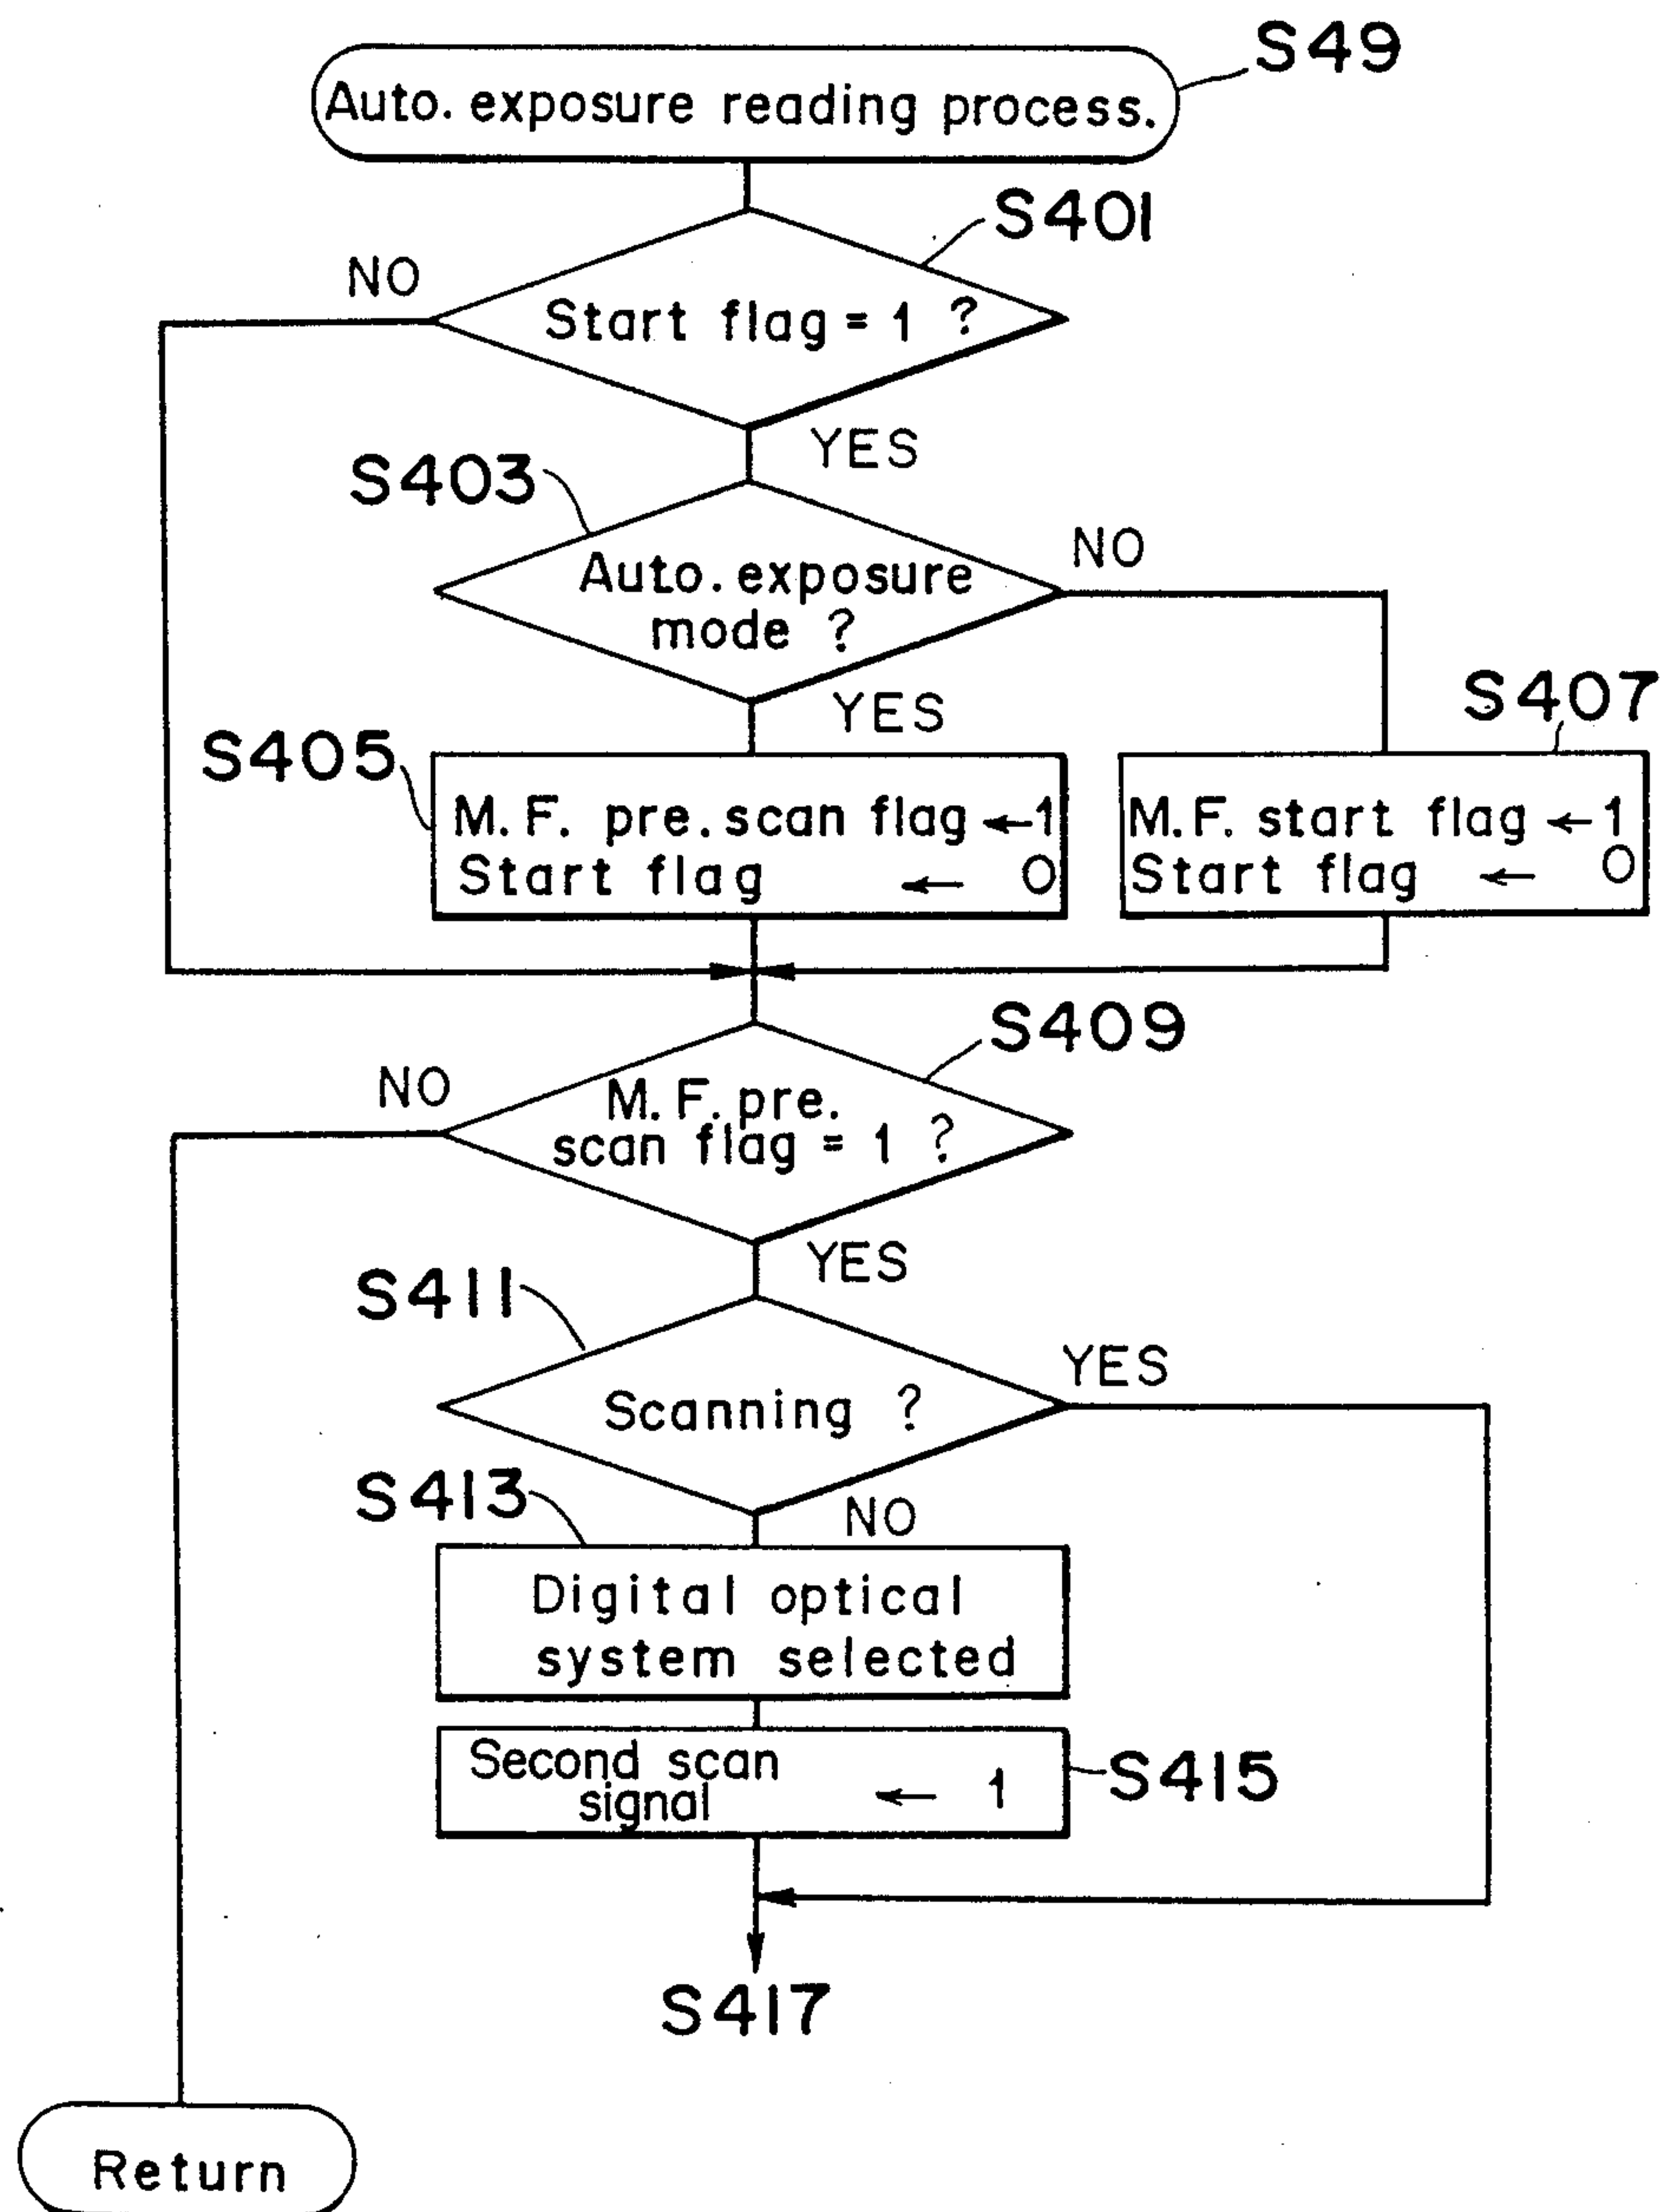 S49
Auto. exposure reading process.
S401
NO
Start flag = 1 ?
YES
S403
NO
Auto. exposure
mode ?
YES
S407
S405
M. F. pre. scan flag ← 1
Start flag ← 0
M. F. start flag ← 1
Start flag ← 0
S409
NO
M. F. pre.
scan flag = 1 ?
YES
S411
YES
Scanning ?
S413
NO
Digital optical
system selected
Second scan
signal ← 1
S415
S417
Return